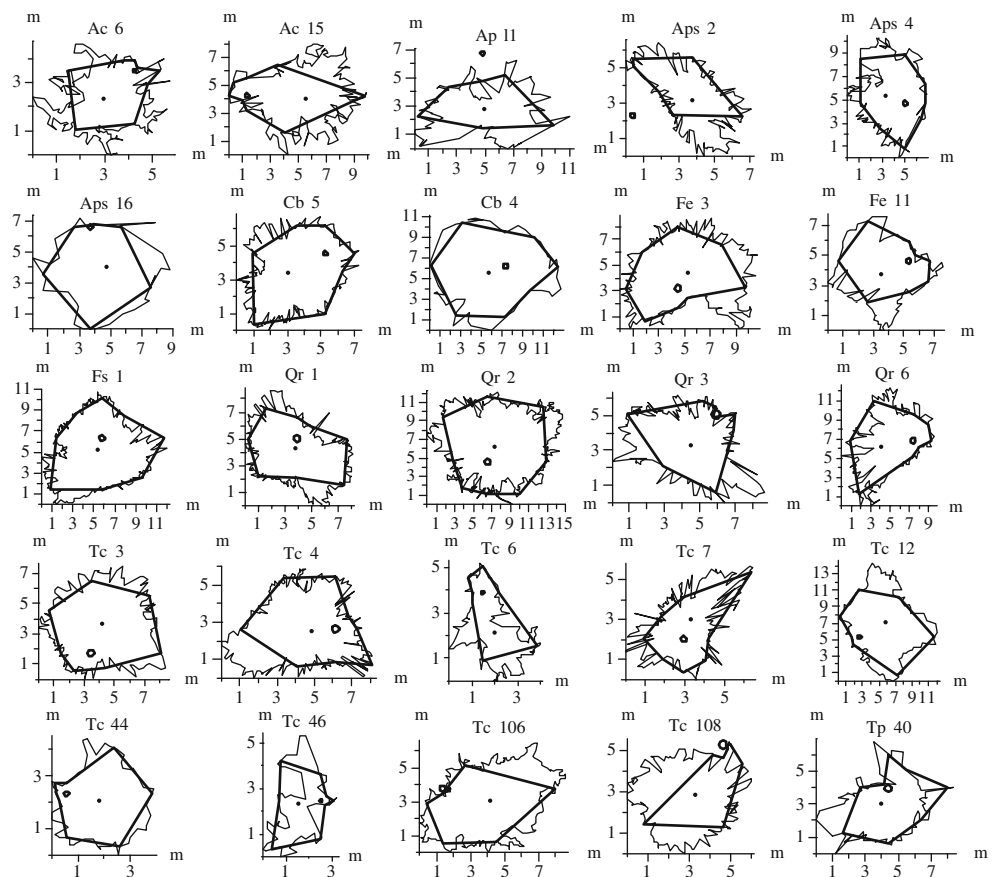 m m m m m
Ac 6 Ac 15 Ap 11 Aps 2 Aps 4
3 1 7 5 3 1 7 5 3 1 5 3 1 9 7 5 4 1
1 3 5 m 1 3 5 7 9 m 1 3 5 7 9 11 m 1 3 5 7 m 1 3 5 m
m m m m m
Aps 16 Cb 5 Cb 4 Fe 3 Fe 11
7 5 3 1 5 3 1 11 9 7 5 3 1 7 5 3 1 7 5 3 1
1 3 5 7 9 m 1 3 5 7 m 1 3 5 7 9 12 m 1 3 5 7 9 m 1 3 5 7 m
m m m m m
Fs 1 Qr 1 Qr 2 Qr 3 Qr 6
11 9 7 5 3 1 7 5 3 1 11 9 7 5 3 1 5 3 1 11 9 7 5 3 1
1 3 5 7 9 11 m 1 3 5 7 m 1 3 5 7 9 11 13 15 m 1 3 5 7 m 1 3 5 7 9 m
m m m m m
Tc 3 Tc 4 Tc 6 Tc 7 Tc 12
7 5 3 1 5 3 1 5 3 1 5 3 1 13 11 9 7 5 3 1
1 3 5 7 m 1 3 5 7 m 1 3 m 1 3 5 m 1 3 5 7 9 11 m
m m m m m
Tc 44 Tc 46 Tc 106 Tc 108 Tp 40
3 1 5 3 1 5 3 1 5 3 1 5 3 1
1 3 m 1 3 m 1 3 5 7 m 1 3 5 m 1 3 5 7 m